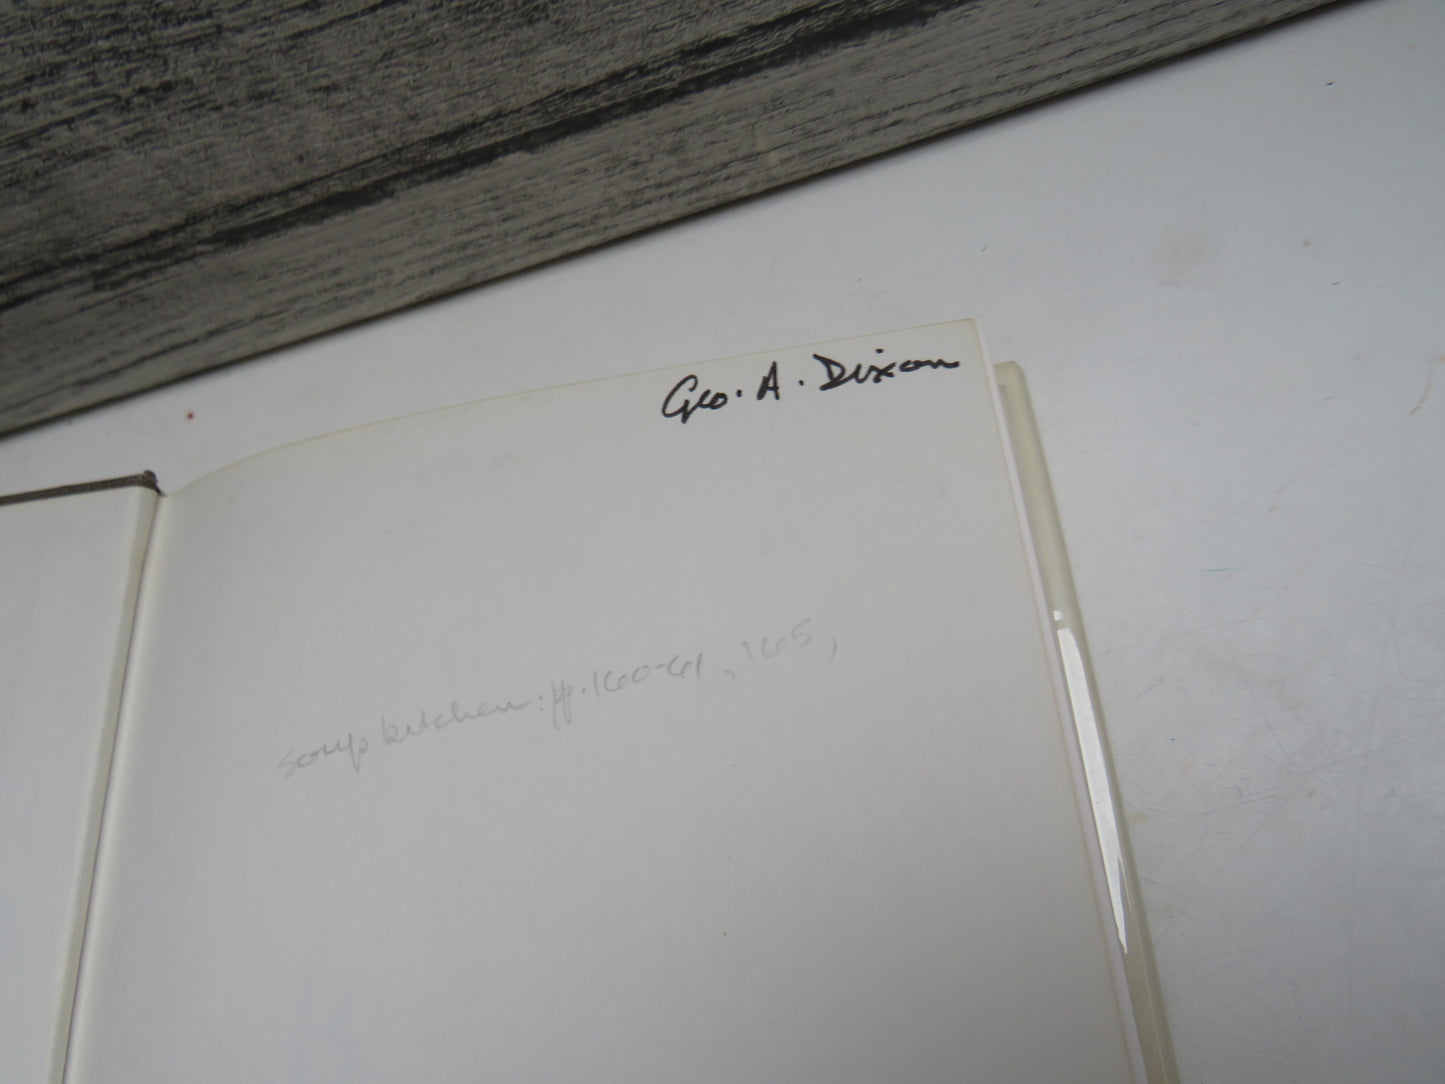 Geo. A. Dixon
soup kitchen: pp. 160-61, 165,